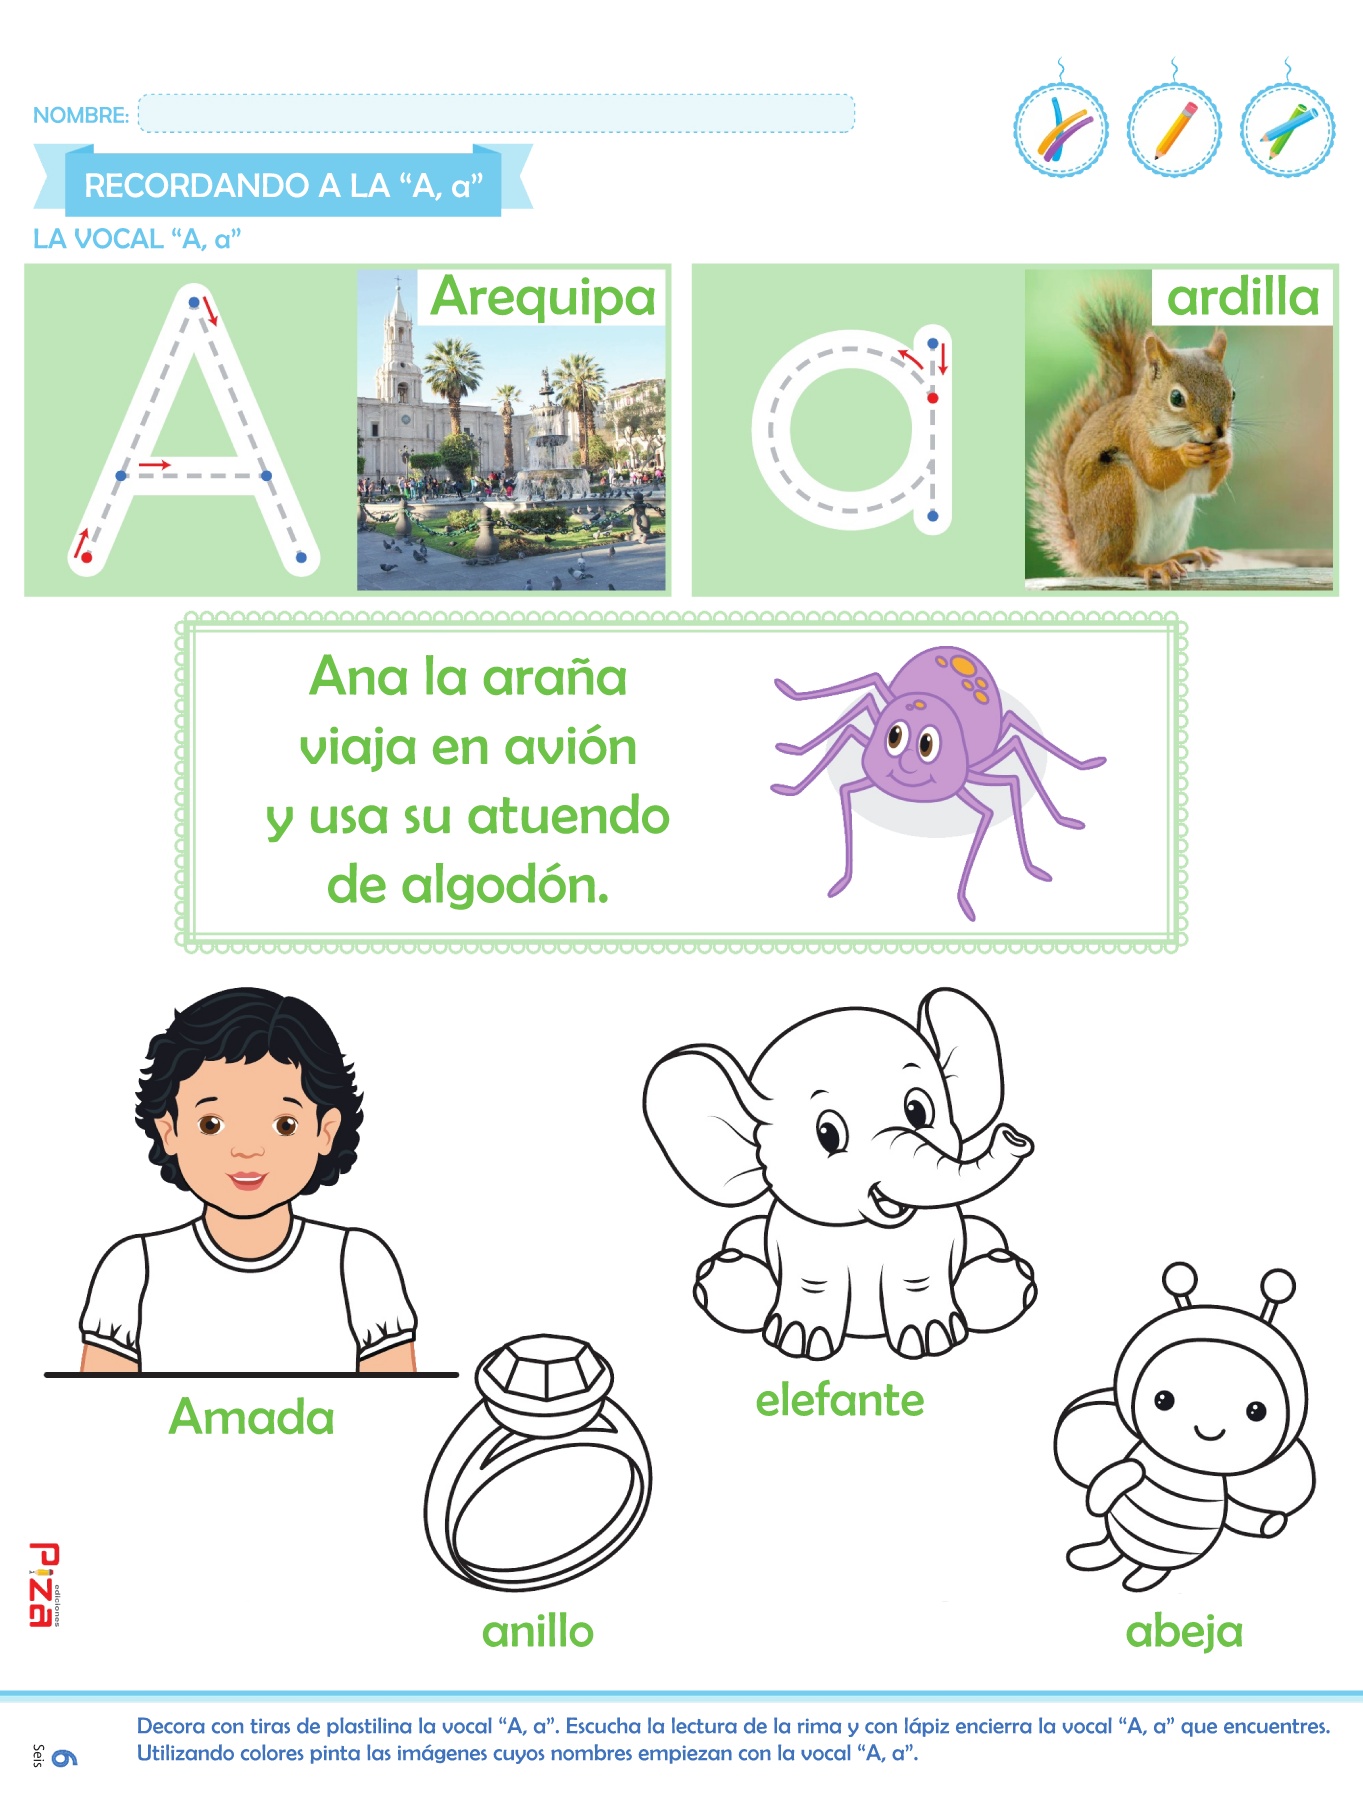 NOMBRE:
RECORDANDO A LA “A, a”
LA VOCAL “A, a”
Arequipa
ardilla
Ana la araña
viaja en avión
y usa su atuendo
de algodón.
Amada
elefante
anillo
abeja
Piza
ediciones
6
Seis
Decora con tiras de plastilina la vocal “A, a”. Escucha la lectura de la rima y con lápiz encierra la vocal “A, a” que encuentres.
Utilizando colores pinta las imágenes cuyos nombres empiezan con la vocal “A, a”.